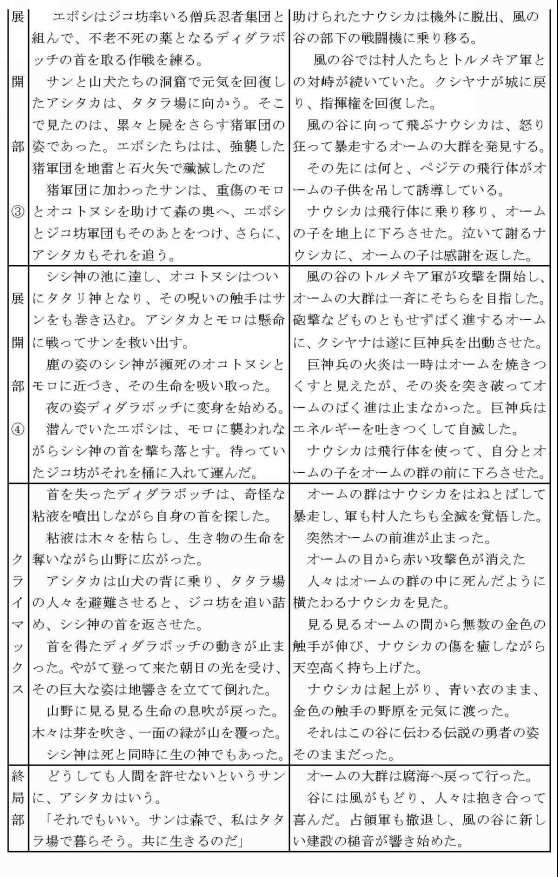 展
開
部
③
エボシはジコ坊率いる僧兵忍者集団と
組んで、不老不死の薬となるディダラボ
ッチの首を取る作戦を練る。
サンと山犬たちの洞窟で元気を回復し
たアシタカは、タタラ場に向かう。そこ
で見たのは、累々と屍をさらす猪軍団の
姿であった。エボシたちはは、強襲した
猪軍団を地雷と石火矢で殲滅したのだ
猪軍団に加わったサンは、重傷のモロ
とオコトヌシを助けて森の奥へ、エボシ
とジコ坊軍団もそのあとをつけ、さらに、
アシタカもそれを追う。
助けられたナウシカは機外に脱出、風の
谷の部下の戦闘機に乗り移る。
風の谷では村人たちとトルメキア軍と
の対峙が続いていた。クシヤナが城に戻
り、指揮権を回復した。
風の谷に向って飛ぶナウシカは、怒り
狂って暴走するオームの大群を発見する。
その先には何と、ペジテの飛行体がオ
ームの子供を吊して誘導している。
ナウシカは飛行体に乗り移り、オーム
の子を地上に下ろさせた。泣いて謝るナ
ウシカに、オームの子は感謝を返した。
展
開
部
④
シシ神の池に達し、オコトヌシはつい
にタタリ神となり、その呪いの触手はサ
ンをも巻き込む。アシタカとモロは懸命
に戦ってサンを救い出す。
鹿の姿のシシ神が瀕死のオコトヌシと
モロに近づき、その生命を吸い取った。
夜の姿ディダラボッチに変身を始める。
潜んでいたエボシは、モロに襲われな
がらシシ神の首を撃ち落とす。待ってい
たジコ坊がそれを桶に入れて運んだ。
風の谷のトルメキア軍が攻撃を開始し、
オームの大群は一斉にそちらを目指した。
砲撃などものともせずばく進するオーム
に、クシヤナは遂に巨神兵を出動させた。
巨神兵の火炎は一時はオームを焼きつ
くすと見えたが、その炎を突き破ってオ
ームのばく進は止まなかった。巨神兵は
エネルギーを吐きつくして自滅した。
ナウシカは飛行体を使って、自分とオ
ームの子をオームの群の前に下ろさせた。
ク
ラ
イ
マ
ッ
ク
ス
首を失ったディダラボッチは、奇怪な
粘液を噴出しながら自身の首を探した。
粘液は木々を枯らし、生き物の生命を
奪いながら山野に広がった。
アシタカは山犬の背に乗り、タタラ場
の人々を避難させると、ジコ坊を追い詰
め、シシ神の首を返させた。
首を得たディダラボッチの動きが止ま
った。やがて登って来た朝日の光を受け、
その巨大な姿は地響きを立てて倒れた。
山野に見る見る生命の息吹が戻った。
木々は芽を吹き、一面の緑が山を覆った。
シシ神は死と同時に生の神でもあった。
オームの群はナウシカをはねとばして
暴走し、軍も村人たちも全滅を覚悟した。
突然オームの前進が止まった。
オームの目から赤い攻撃色が消えた
人々はオームの群の中に死んだように
横たわるナウシカを見た。
見る見るオームの間から無数の金色の
触手が伸び、ナウシカの傷を癒しながら
天空高く持ち上げた。
ナウシカは起上がり、青い衣のまま、
金色の触手の野原を元気に渡った。
それはこの谷に伝わる伝説の勇者の姿
そのままだった。
終
局
部
どうしても人間を許せないというサン
に、アシタカはいう。
「それでもいい。サンは森で、私はタタ
ラ場で暮らそう。共に生きるのだ」
オームの大群は腐海へ戻って行った。
谷には風がもどり、人々は抱き合って
喜んだ。占領軍も撤退し、風の谷に新し
い建設の槌音が響き始めた。